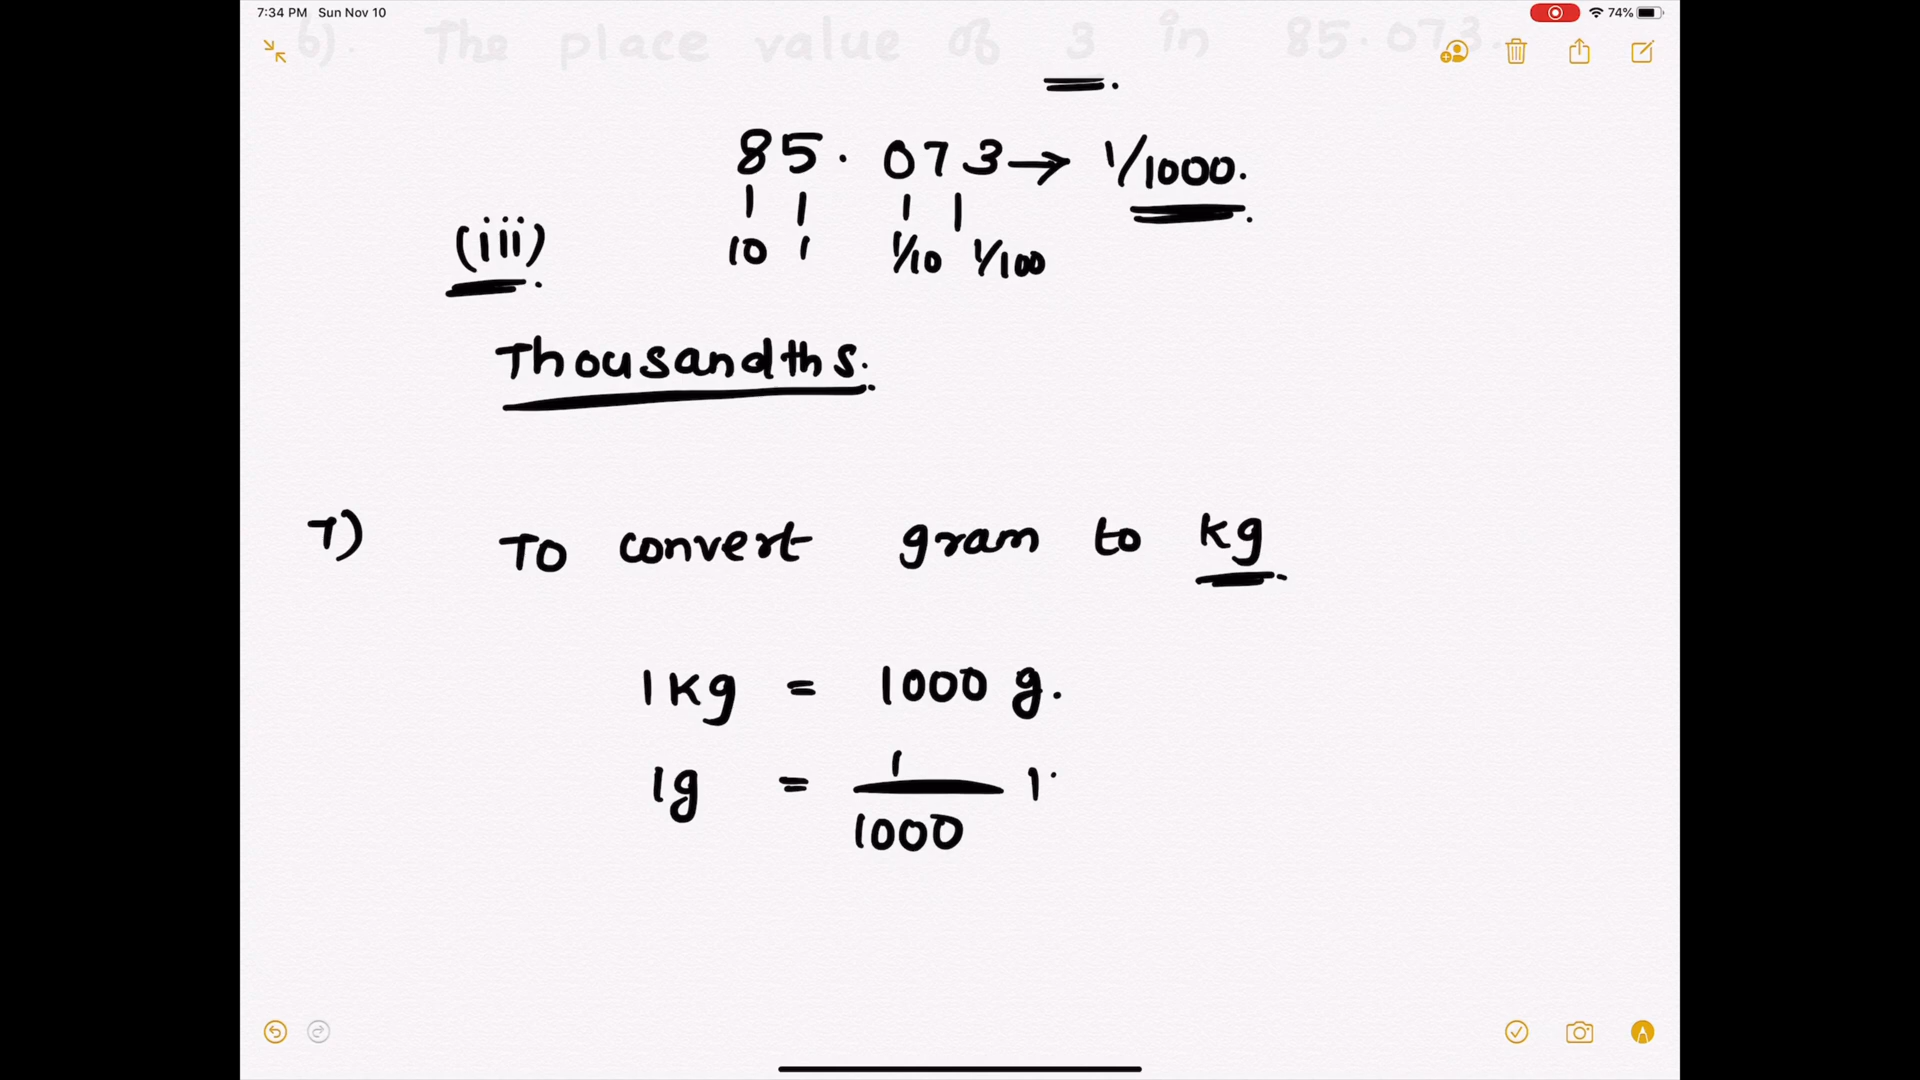 7:34 PM Sun Nov 10 74%
6). The place value of 3 in 85.073.
85.073 → 1/1000.
10 1 1/10 1/100
(iii)
Thousandths.
7) To convert gram to kg
1kg = 1000 g.
1g = 1/1000